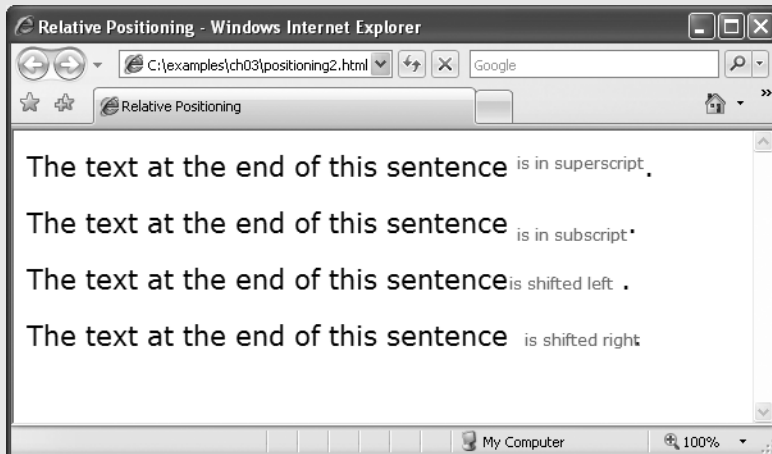 Relative Positioning - Windows Internet Explorer
C:\examples\ch03\positioning2.html
Google
Relative Positioning
The text at the end of this sentence is in superscript.
The text at the end of this sentence is in subscript.
The text at the end of this sentence is shifted left .
The text at the end of this sentence is shifted right.
My Computer
100%